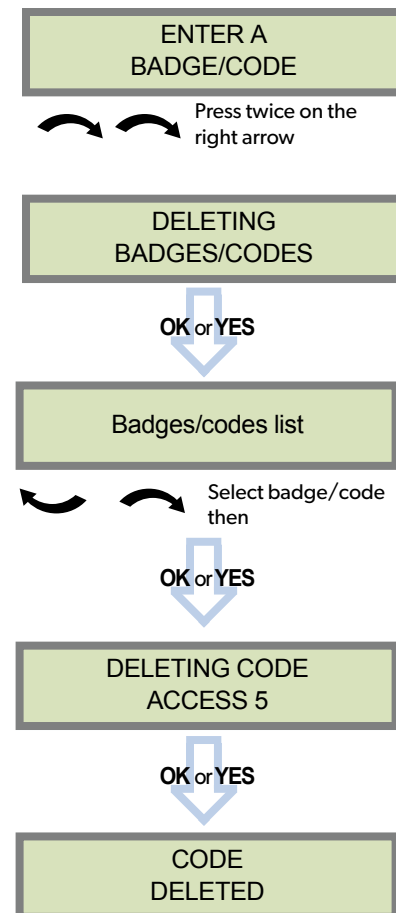 ENTER A
BADGE/CODE
Press twice on the
right arrow
DELETING
BADGES/CODES
OK or YES
Badges/codes list
Select badge/code
then
OK or YES
DELETING CODE
ACCESS 5
OK or YES
CODE
DELETED